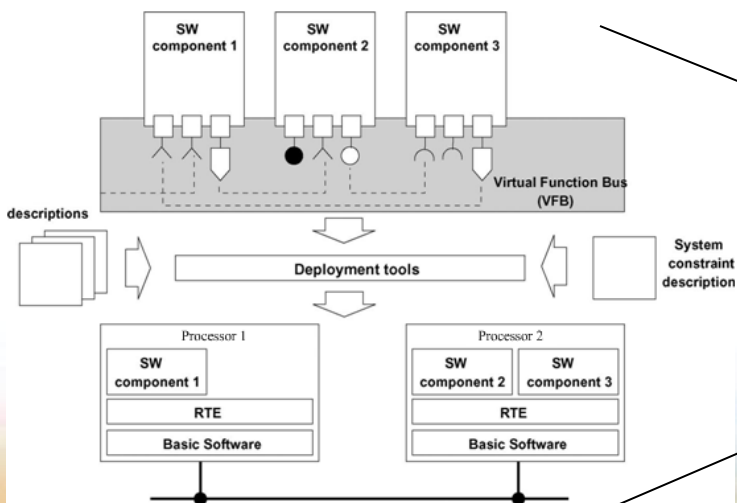 SW
component 1
SW
component 2
SW
component 3
Virtual Function Bus
(VFB)
descriptions
Deployment tools
System
constraint
description
Processor 1
Processor 2
SW
component 1
SW
component 2
SW
component 3
RTE
RTE
Basic Software
Basic Software